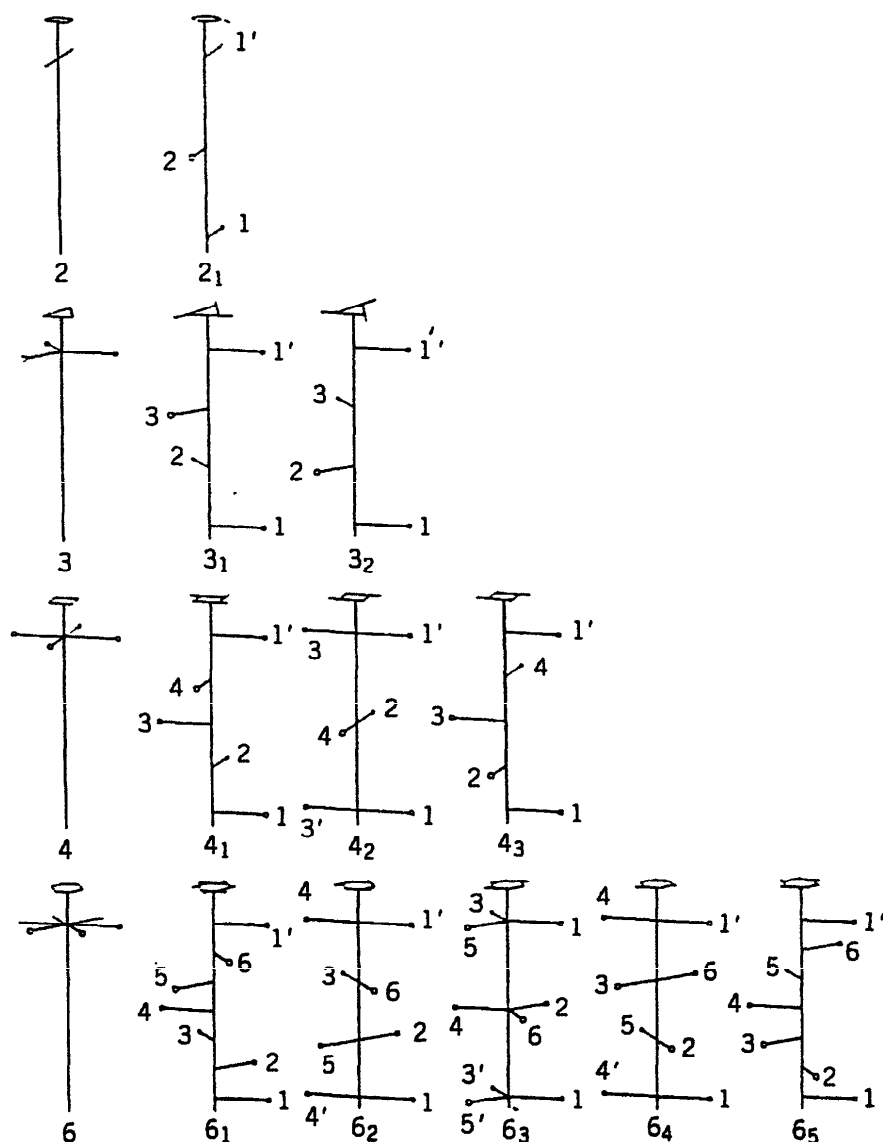 1'
2
1
2 2₁
1' 1'
3 3
2 2
1 1
3 3₁ 3₂
1' 3 1' 1'
4 2 4
3 4 3
2 2
1 3' 1 1
4 4₁ 4₂ 4₃
4 3 4
1' 1' 5 1 1' 1'
6 6 6
5 3 6 3 5
4 4 2 4
3 2 6 5 3
2 5 2 2
1 4' 1 3' 4' 1
5' 1 1
6 6₁ 6₂ 6₃ 6₄ 6₅